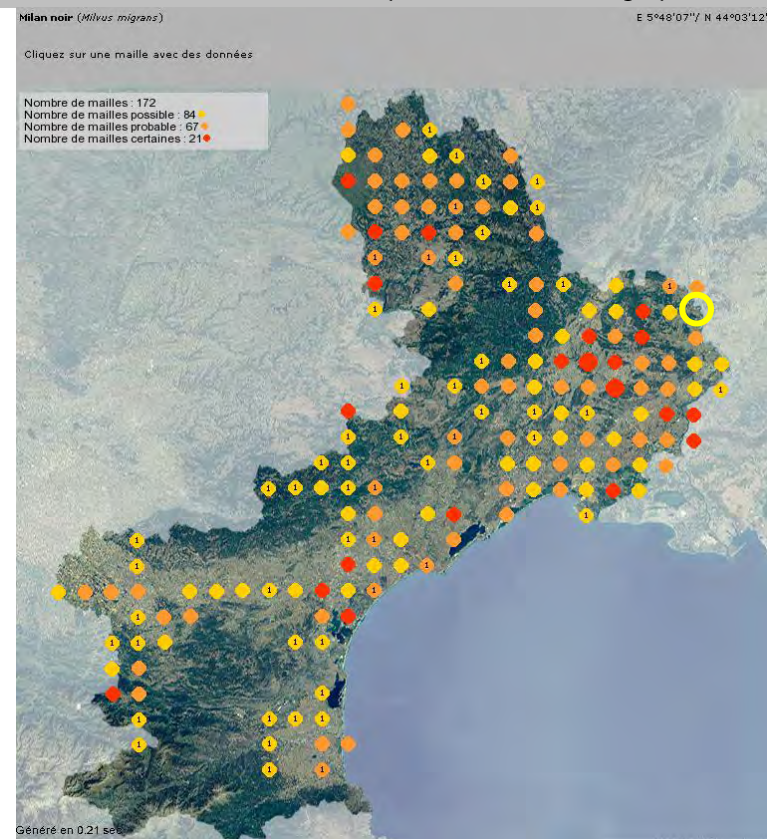 Milan noir (Milvus migrans)
E 5°48'07"/ N 44°03'12"
Cliquez sur une maille avec des données
Nombre de mailles : 172
Nombre de mailles possible : 84
Nombre de mailles probable : 67
Nombre de mailles certaines : 21
Généré en 0.21 sec